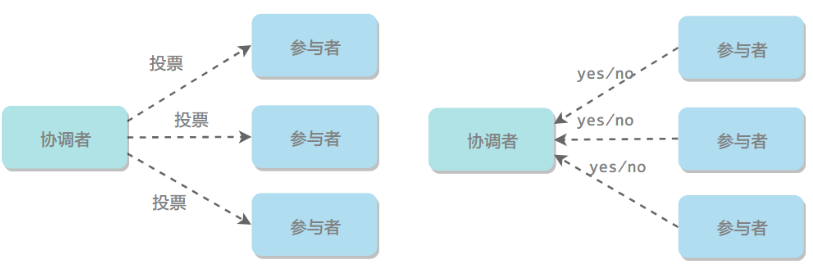 参与者
投票
投票
协调者
参与者
投票
参与者
参与者
yes/no
yes/no
协调者
参与者
yes/no
参与者